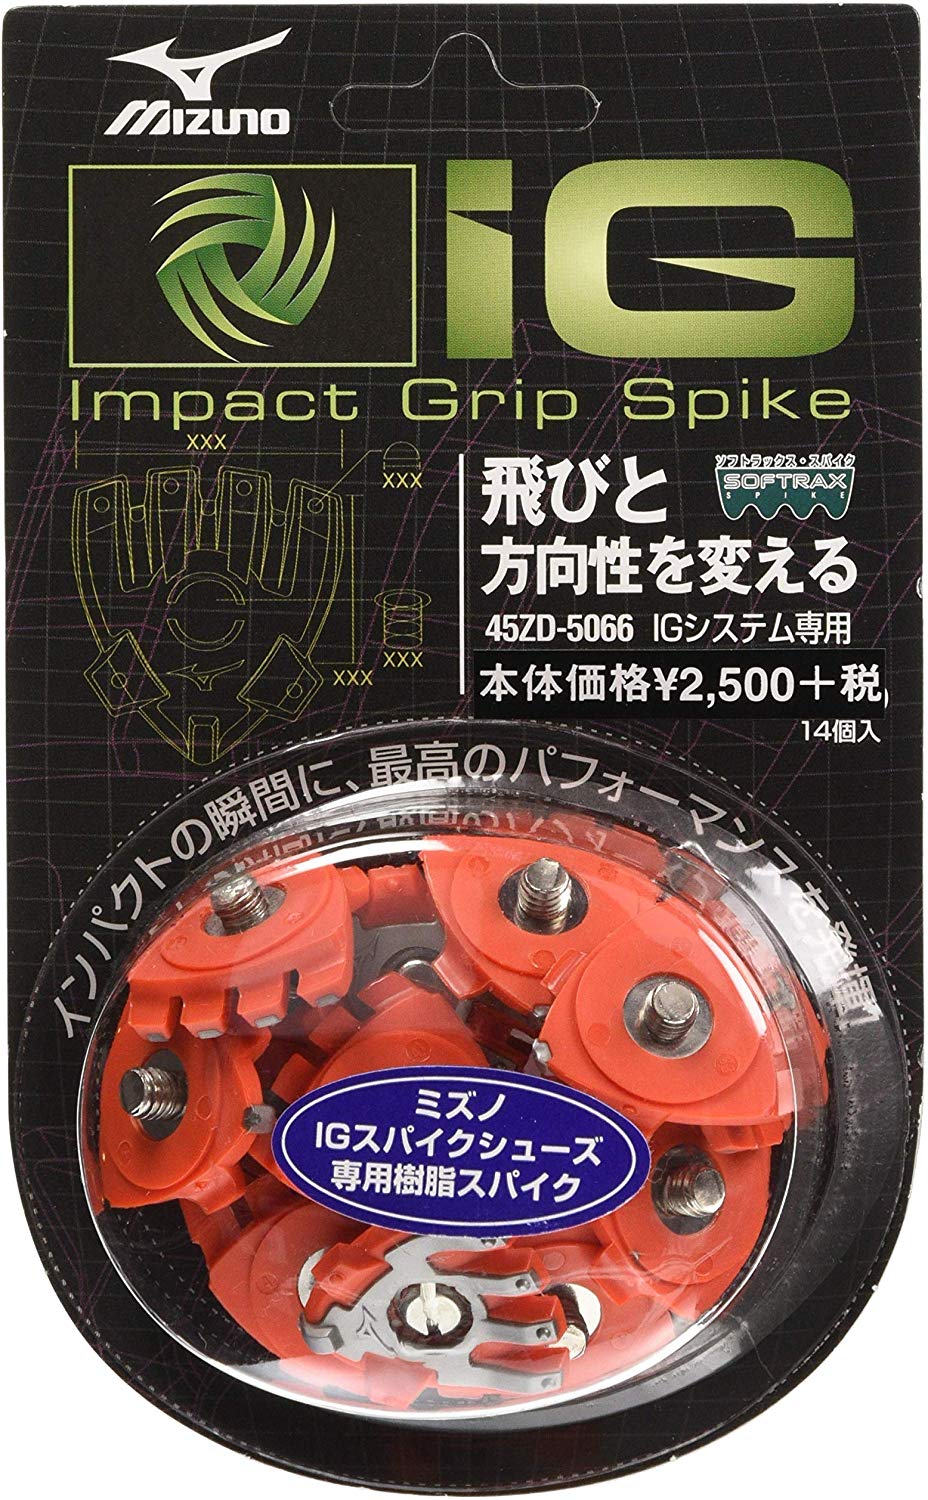 MIZUNO
IG
Impact Grip Spike
XXX
XXX
XXX
XXX
飛びと
方向性を変える
ソフトラックス・スパイク
SOFTRAX
SPIKE
45ZD-5066 IGシステム専用
本体価格¥2,500+税
14個入
インパクトの瞬間に、最高のパフォーマンスを発揮
ミズノ
IGスパイクシューズ
専用樹脂スパイク